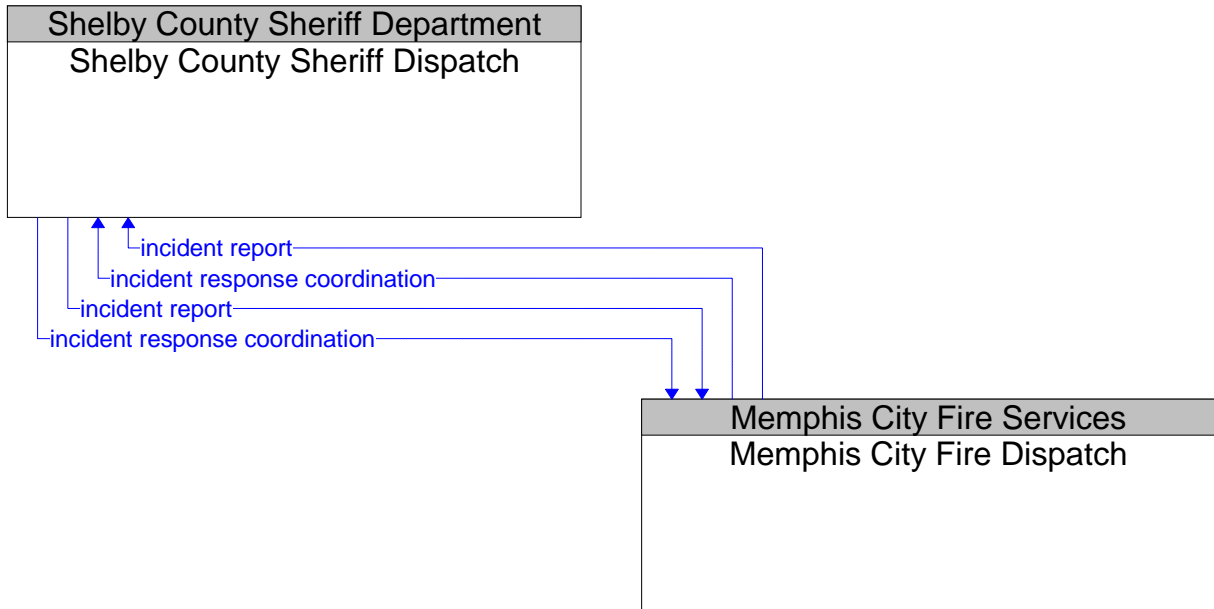 Shelby County Sheriff Department
Shelby County Sheriff Dispatch
incident report
incident response coordination
incident report
incident response coordination
Memphis City Fire Services
Memphis City Fire Dispatch